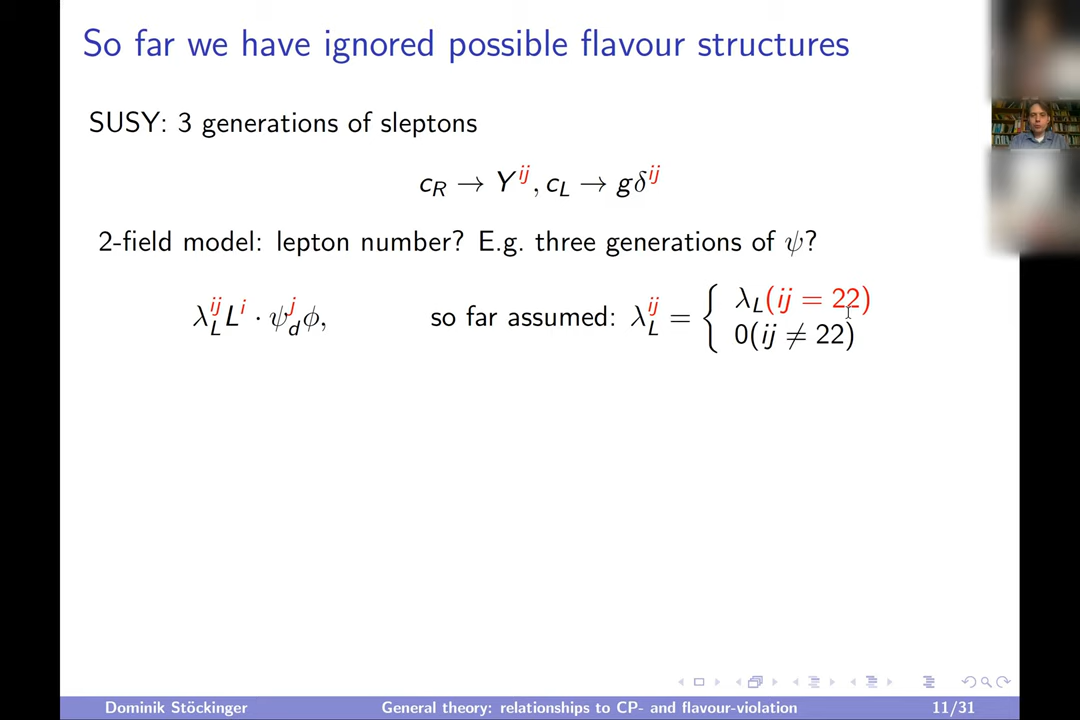 So far we have ignored possible flavour structures
SUSY: 3 generations of sleptons
c_R → Y^{ij}, c_L → gδ^{ij}
2-field model: lepton number? E.g. three generations of ψ?
λ_L^{ij} L^i · ψ_d^j ϕ, so far assumed: λ_L^{ij} = { λ_L(ij = 22)
0(ij ≠ 22)
Dominik Stöckinger General theory: relationships to CP- and flavour-violation 11/31